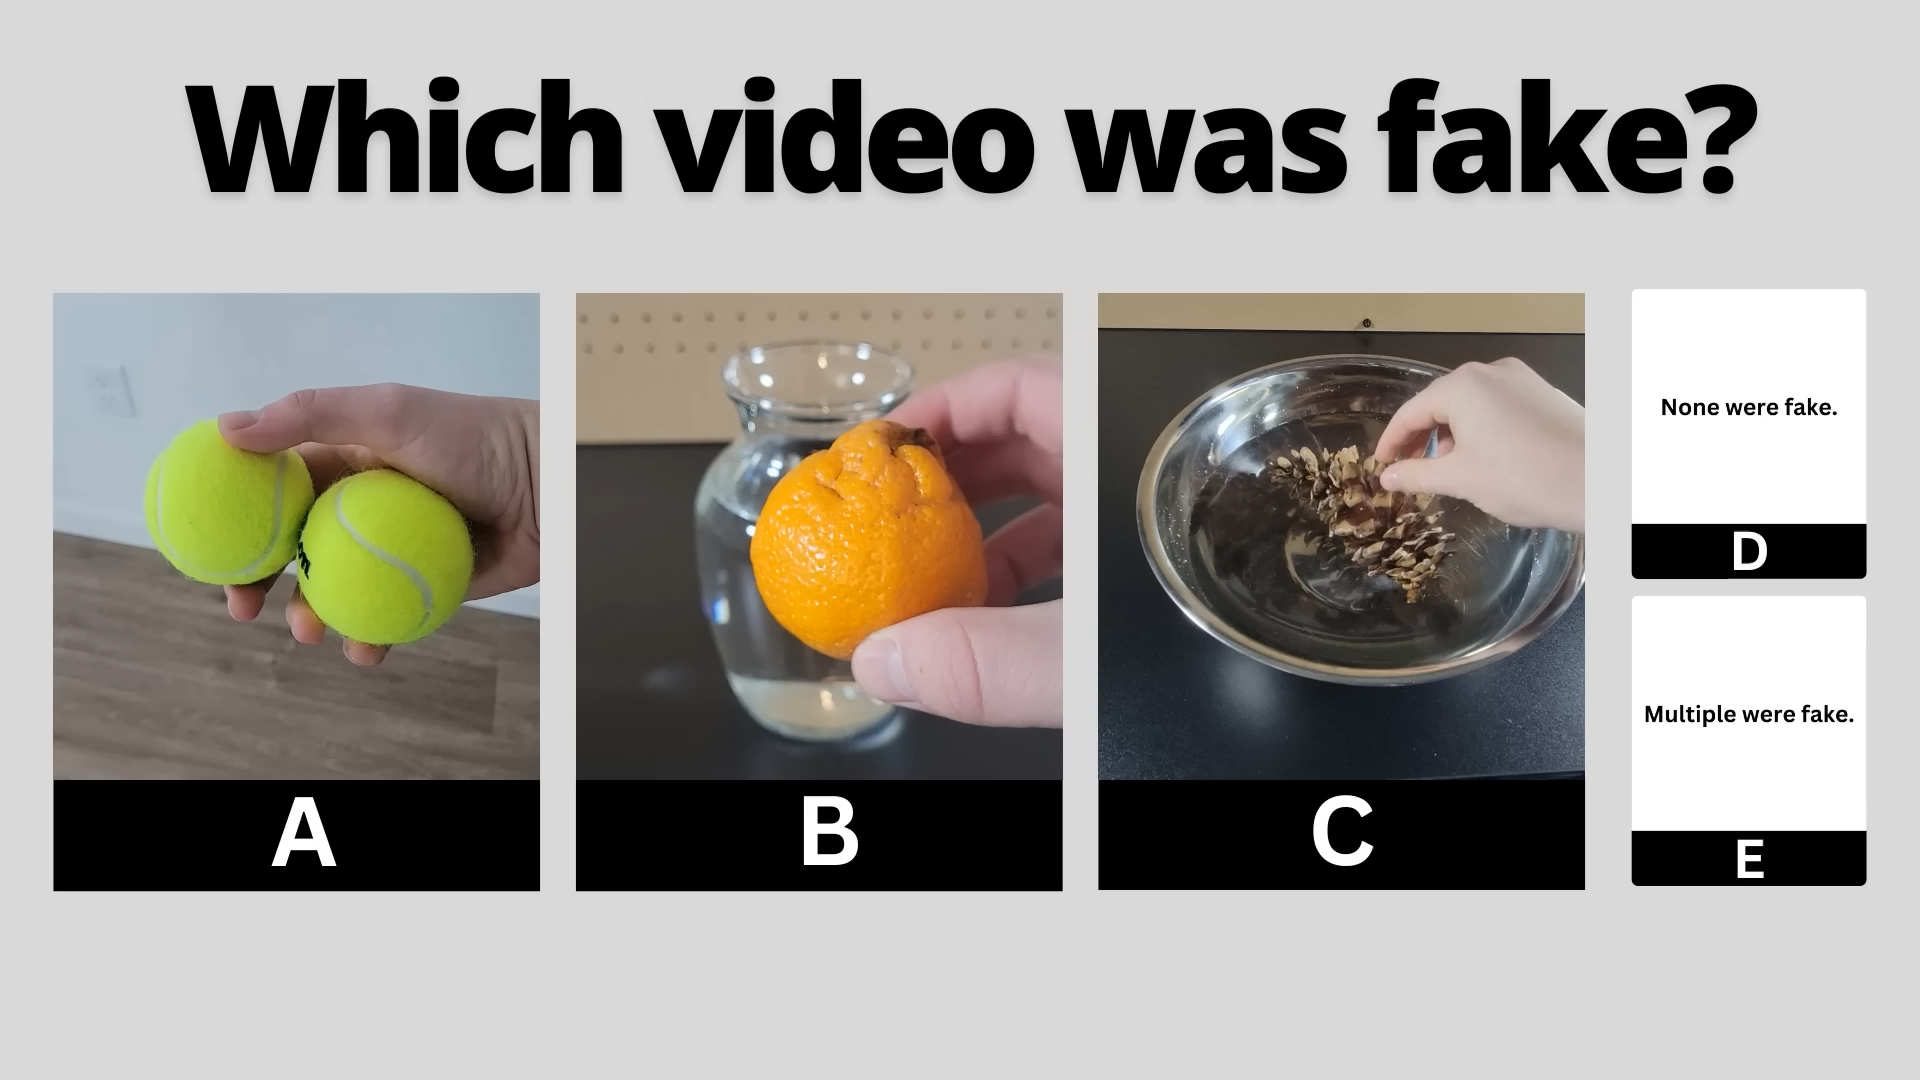 Which video was fake?
A
B
C
None were fake.
D
Multiple were fake.
E